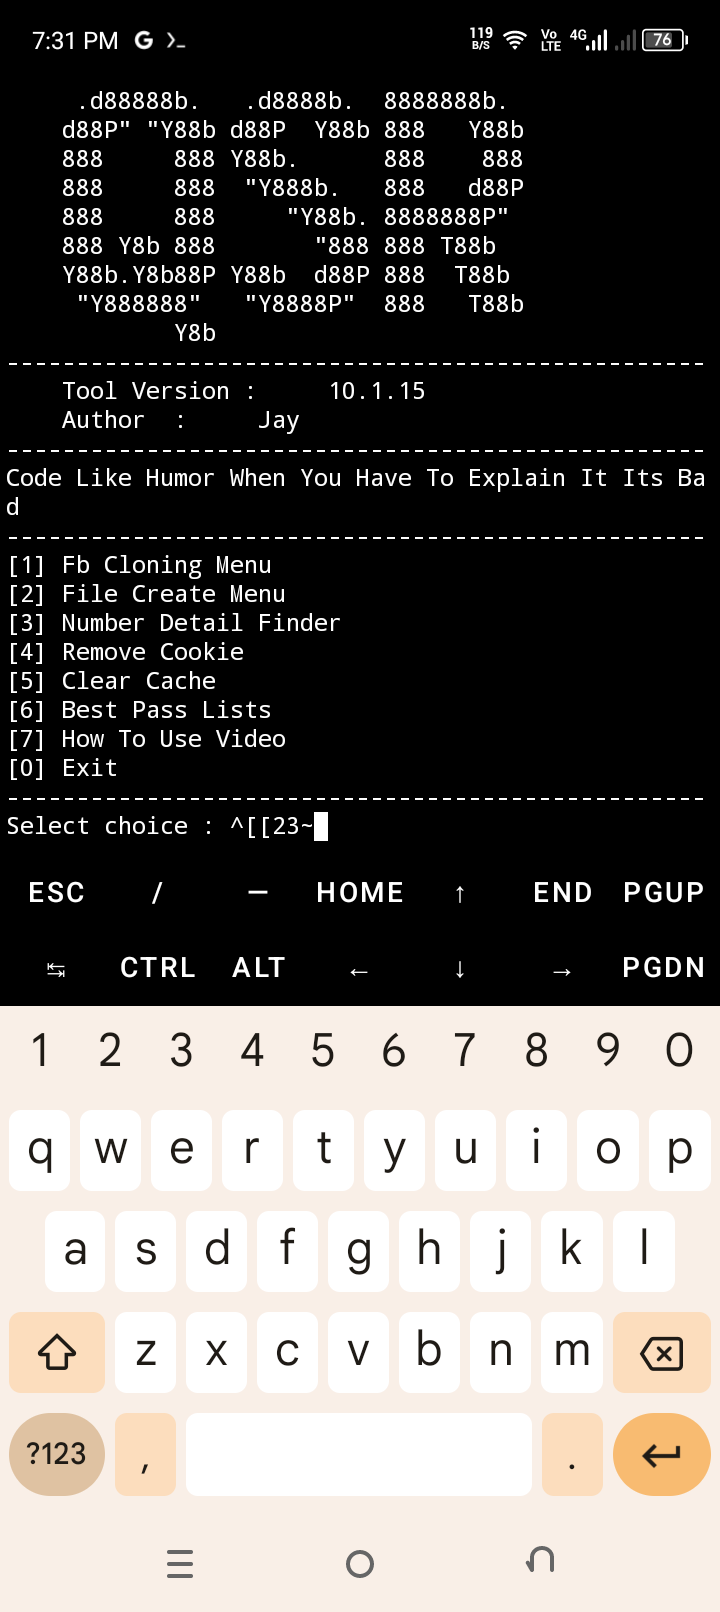 7:31 PM G >_ 119 B/S Vo LTE 4G 76
 .d88888b.   .d8888b.  8888888b.
d88P" "Y88b d88P  Y88b 888   Y88b
888     888 Y88b.      888    888
888     888  "Y888b.   888   d88P
888     888     "Y88b. 8888888P"
888 Y8b 888       "888 888 T88b
Y88b.Y8b88P Y88b  d88P 888  T88b
 "Y888888"   "Y8888P"  888   T88b
        Y8b
--------------------------------------------------
Tool Version :     10.1.15
Author  :     Jay
--------------------------------------------------
Code Like Humor When You Have To Explain It Its Ba
d
--------------------------------------------------
[1] Fb Cloning Menu
[2] File Create Menu
[3] Number Detail Finder
[4] Remove Cookie
[5] Clear Cache
[6] Best Pass Lists
[7] How To Use Video
[0] Exit
--------------------------------------------------
Select choice : ^[[23~
ESC / — HOME ↑ END PGUP
↹ CTRL ALT ← ↓ → PGDN
1 2 3 4 5 6 7 8 9 0
q w e r t y u i o p
a s d f g h j k l
z x c v b n m
?123 , .